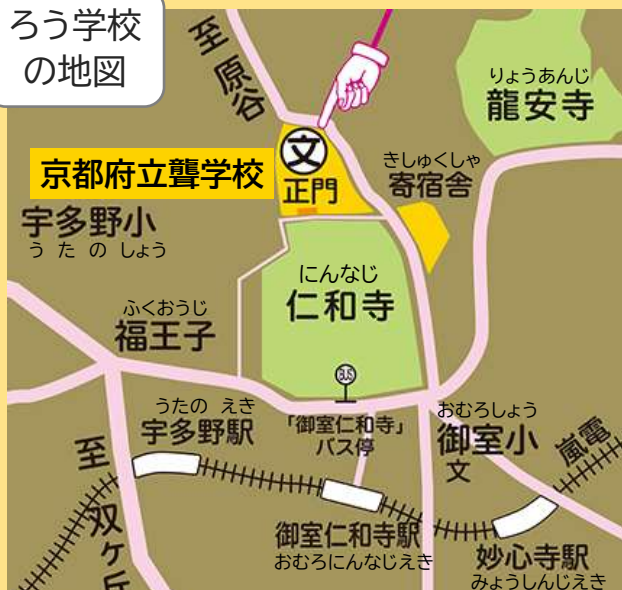 ろう学校
の地図
至原谷
りょうあんじ
龍安寺
文
京都府立聾学校
正門
きしゅくしゃ
寄宿舎
宇多野小
うたのしょう
にんなじ
仁和寺
ふくおうじ
福王子
BUS
うたの えき
宇多野駅
「御室仁和寺」
バス停
おむろしょう
御室小
文
嵐電
至双ヶ丘
御室仁和寺駅
おむろにんなじえき
妙心寺駅
みょうしんじえき